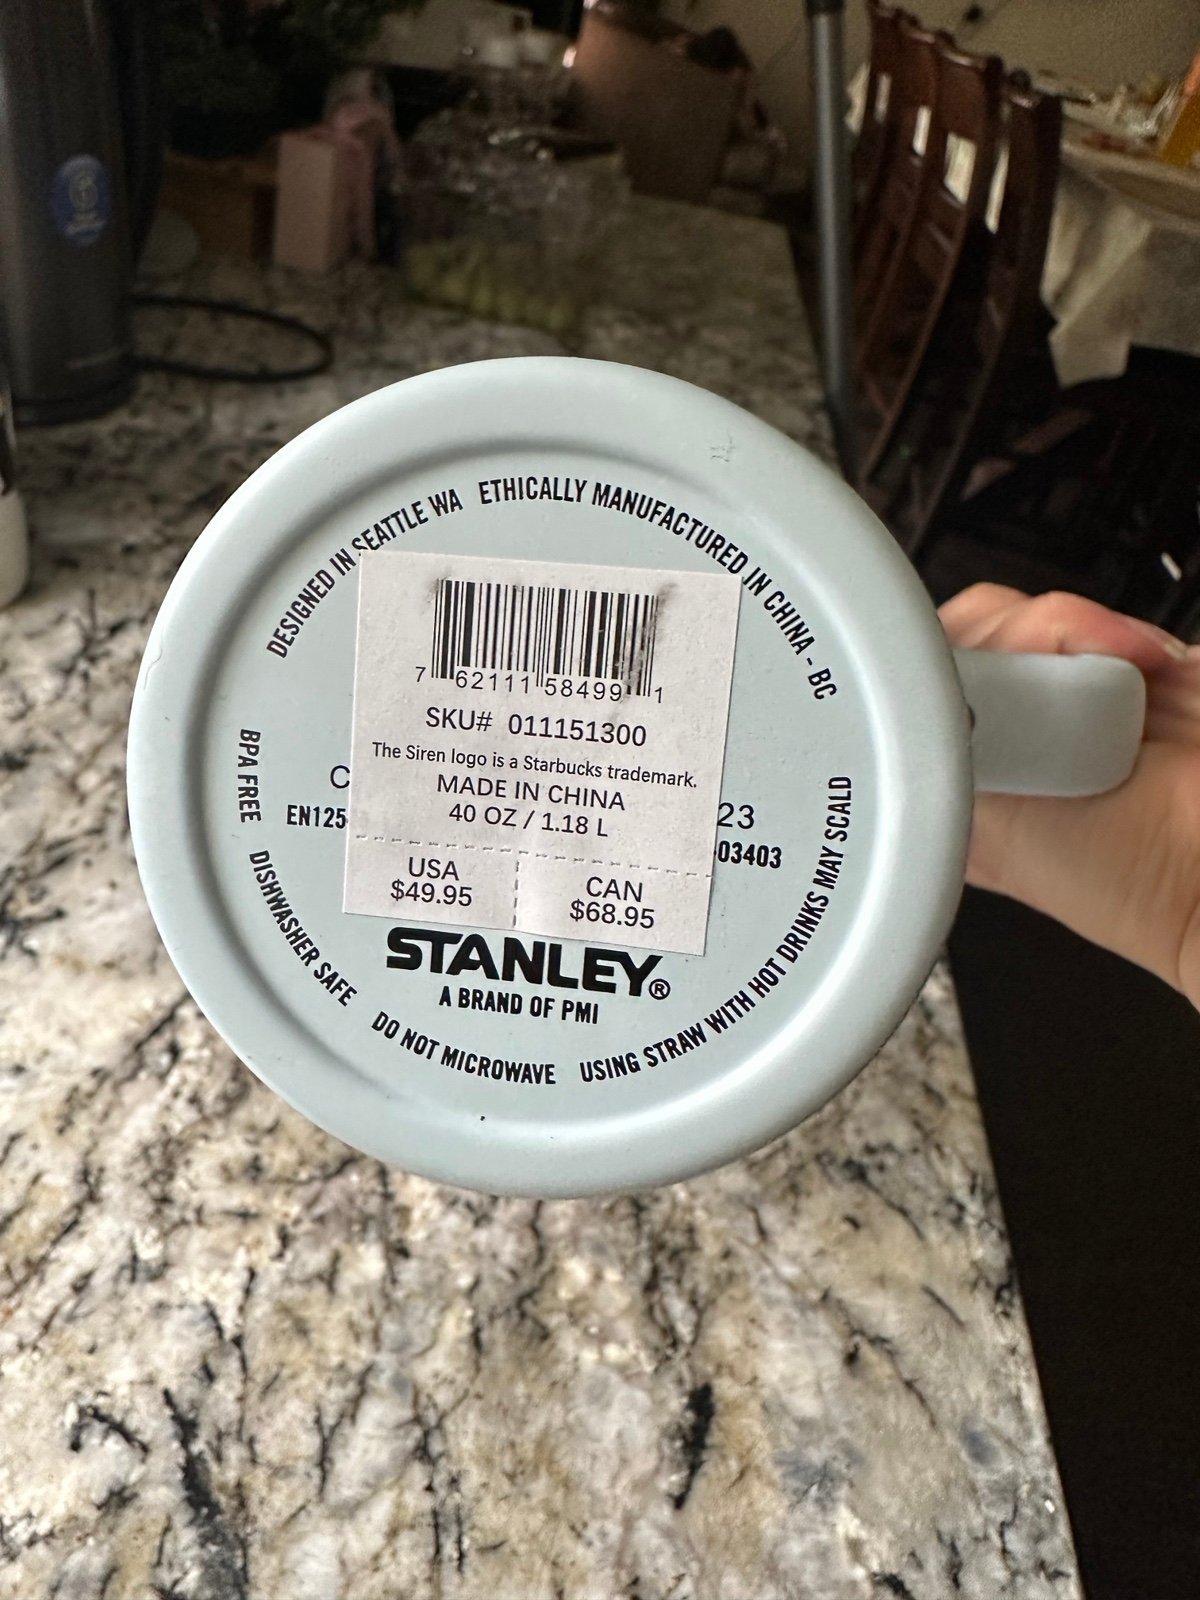 DESIGNED IN SEATTLE WA
ETHICALLY MANUFACTURED IN CHINA - BC
7 62111 58499 1
SKU# 011151300
The Siren logo is a Starbucks trademark.
MADE IN CHINA
40 OZ / 1.18 L
C 23
EN125 03403
USA
$49.95
CAN
$68.95
STANLEY®
A BRAND OF PMI
BPA FREE
DISHWASHER SAFE
DO NOT MICROWAVE
USING STRAW WITH HOT DRINKS MAY SCALD